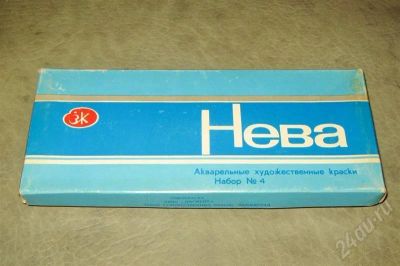 ЗК
Нева
Акварельные художественные краски
Набор № 4
24au.ru